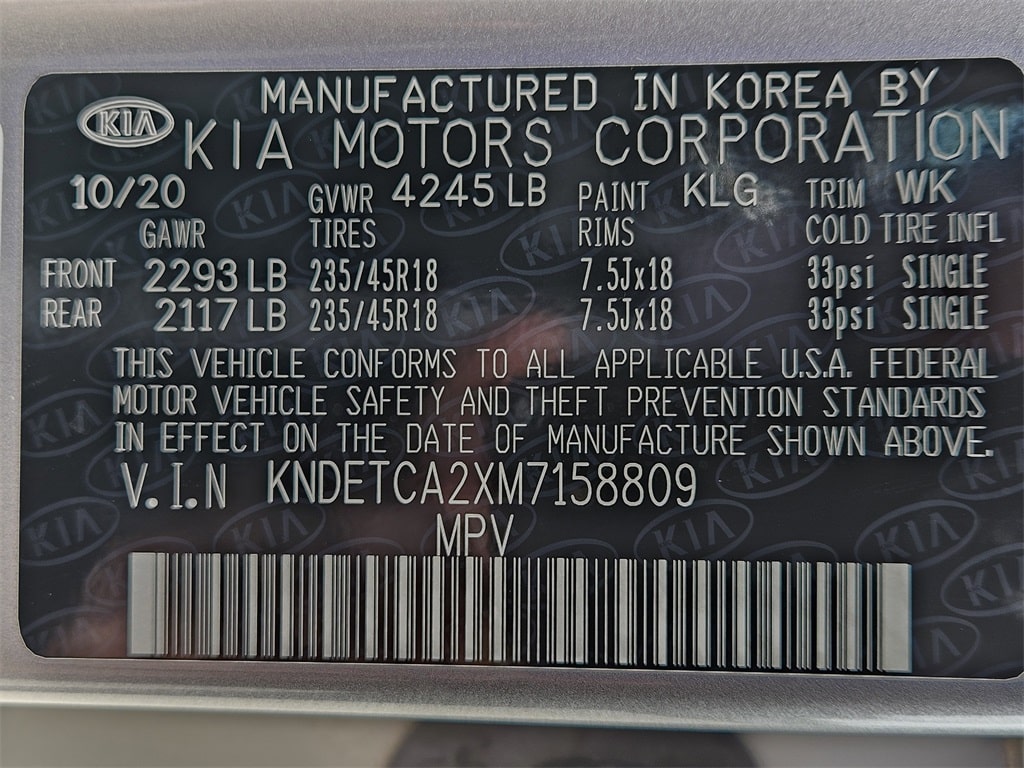 MANUFACTURED IN KOREA BY
KIA
KIA MOTORS CORPORATION
10/20 GVWR 4245 LB PAINT KLG TRIM WK
GAWR TIRES RIMS COLD TIRE INFL
FRONT 2293 LB 235/45R18 7.5Jx18 33psi SINGLE
REAR 2117 LB 235/45R18 7.5Jx18 33psi SINGLE
THIS VEHICLE CONFORMS TO ALL APPLICABLE U.S.A. FEDERAL
MOTOR VEHICLE SAFETY AND THEFT PREVENTION STANDARDS
IN EFFECT ON THE DATE OF MANUFACTURE SHOWN ABOVE.
V.I.N KNDETCA2XM7158809
MPV